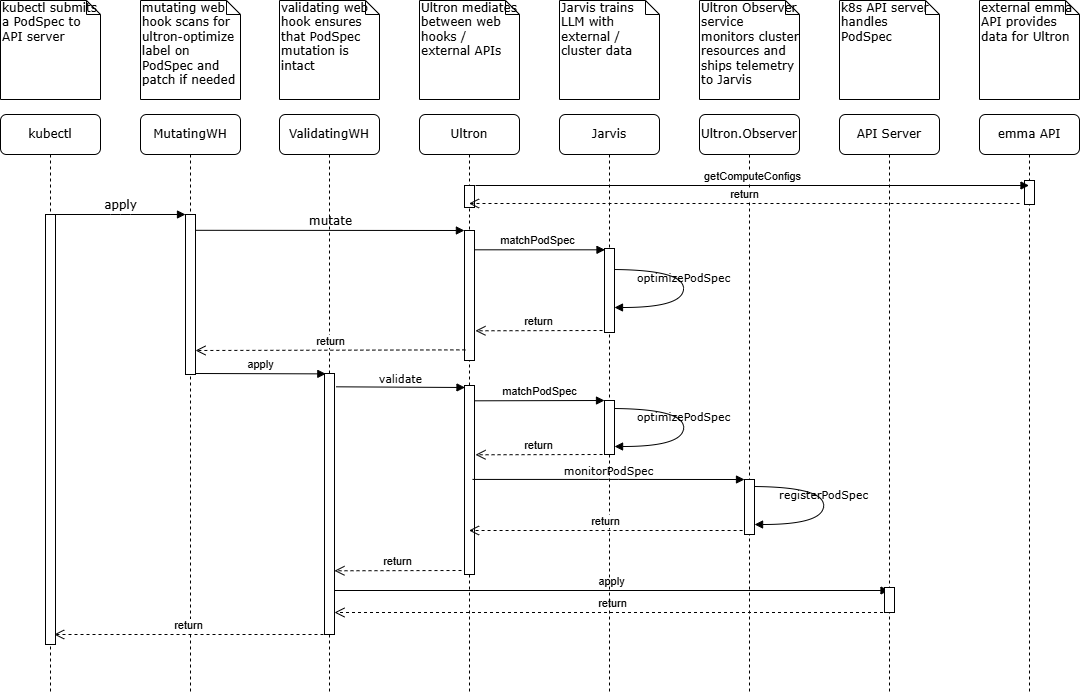 kubectl submits
a PodSpec to
API server
mutating web
hook scans for
ultron-optimize
label on
PodSpec and
patch if needed
validating web
hook ensures
that PodSpec
mutation is
intact
Ultron mediates
between web
hooks /
external APIs
Jarvis trains
LLM with
external /
cluster data
Ultron Observer
service
monitors cluster
resources and
ships telemetry
to Jarvis
k8s API server
handles
PodSpec
external emma
API provides
data for Ultron
kubectl
MutatingWH
ValidatingWH
Ultron
Jarvis
Ultron.Observer
API Server
emma API
getComputeConfigs
return
apply
mutate
matchPodSpec
optimizePodSpec
return
return
apply
validate
matchPodSpec
optimizePodSpec
return
monitorPodSpec
registerPodSpec
return
return
apply
return
return